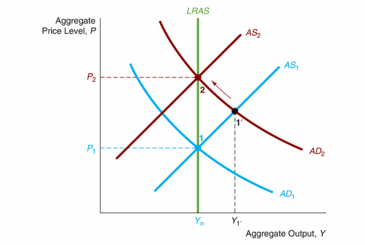 Aggregate
Price Level, P
LRAS
AS2
AS1
P2
2
1'
1
P1
AD2
AD1
Yn
Y1'
Aggregate Output, Y